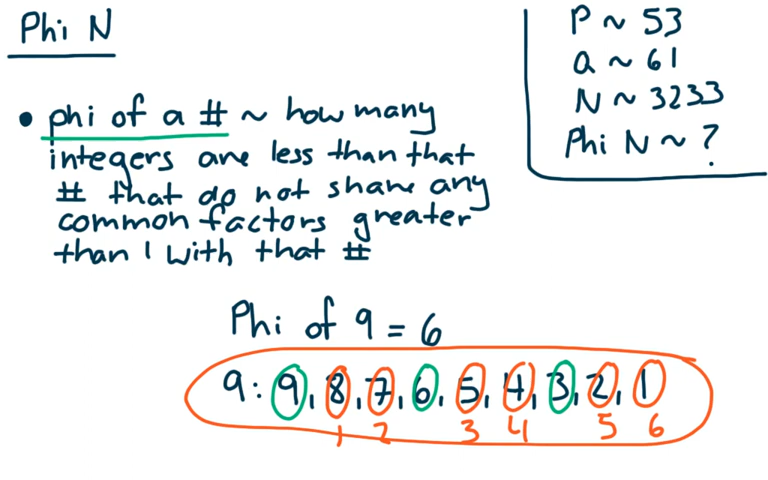 Phi N
P ~ 53
Q ~ 61
N ~ 3233
Phi N ~ ?
• phi of a # ~ how many
integers are less than that
# that do not share any
common factors greater
than 1 with that #
Phi of 9 = 6
9: 9, 8, 7, 6, 5, 4, 3, 2, 1
1 2 3 4 5 6